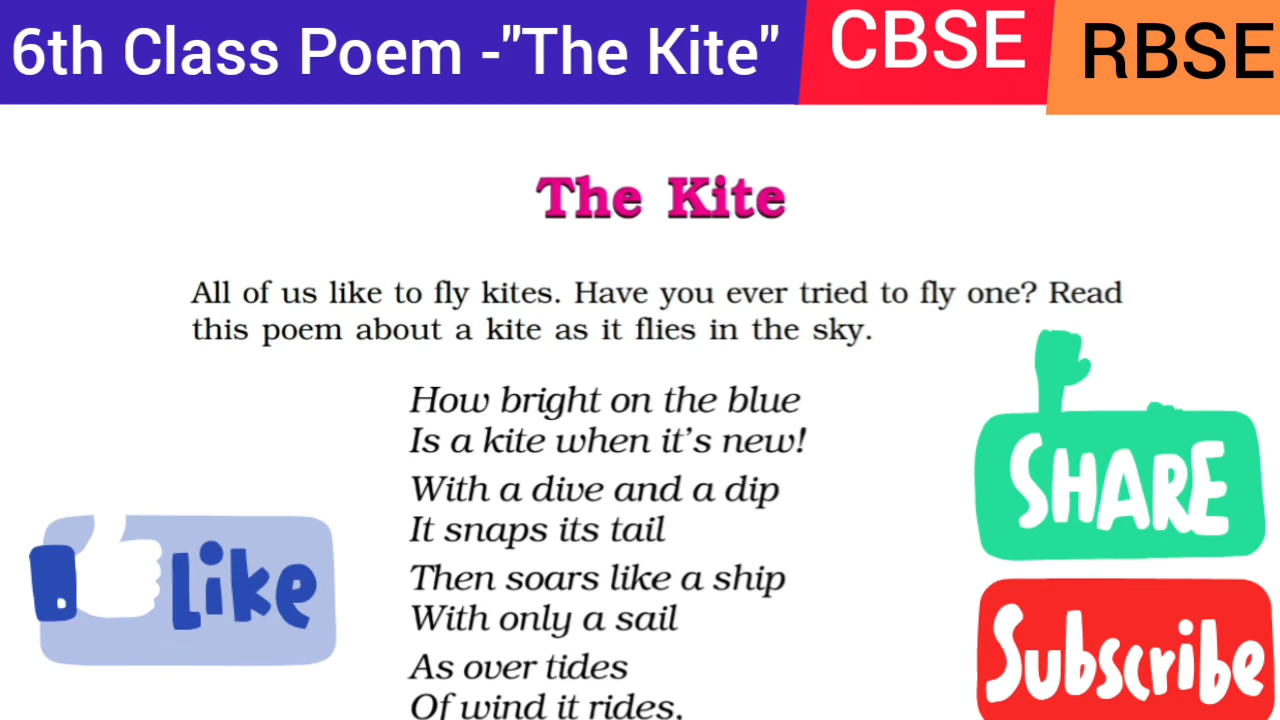 6th Class Poem -"The Kite”
CBSE
RBSE
The Kite
All of us like to fly kites. Have you ever tried to fly one? Read
this poem about a kite as it flies in the sky.
How bright on the blue
Is a kite when it’s new!
With a dive and a dip
It snaps its tail
Then soars like a ship
With only a sail
As over tides
Of wind it rides,
SHARE
Like
Subscribe